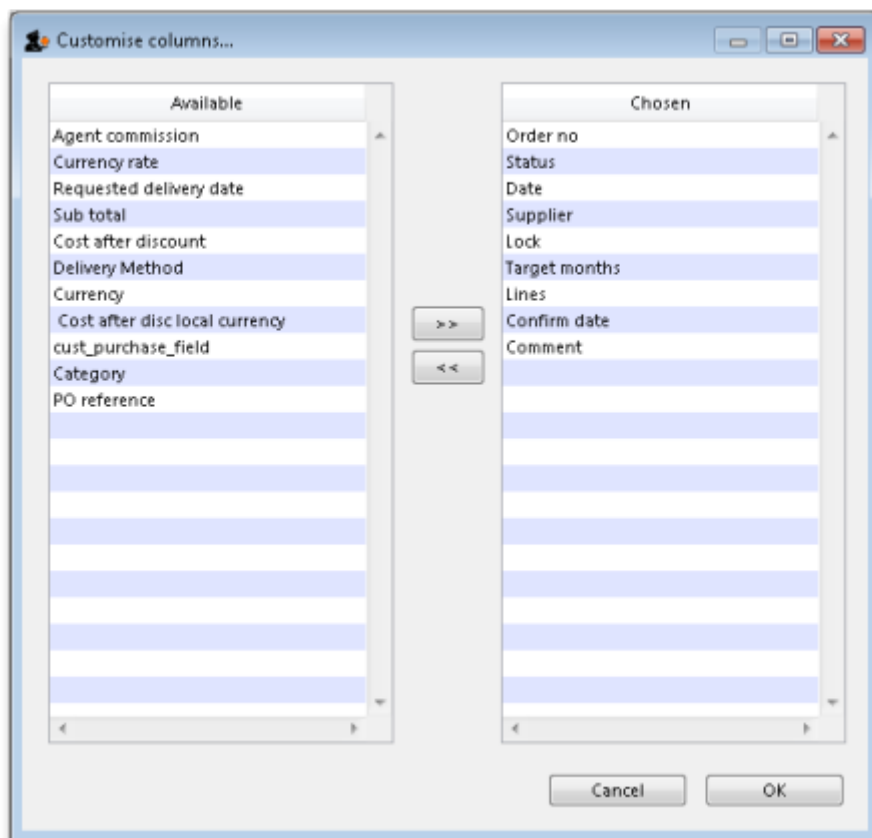 Customise columns...
Available
Agent commission
Currency rate
Requested delivery date
Sub total
Cost after discount
Delivery Method
Currency
Cost after disc local currency
cust_purchase_field
Category
PO reference
>>
<<
Chosen
Order no
Status
Date
Supplier
Lock
Target months
Lines
Confirm date
Comment
Cancel
OK